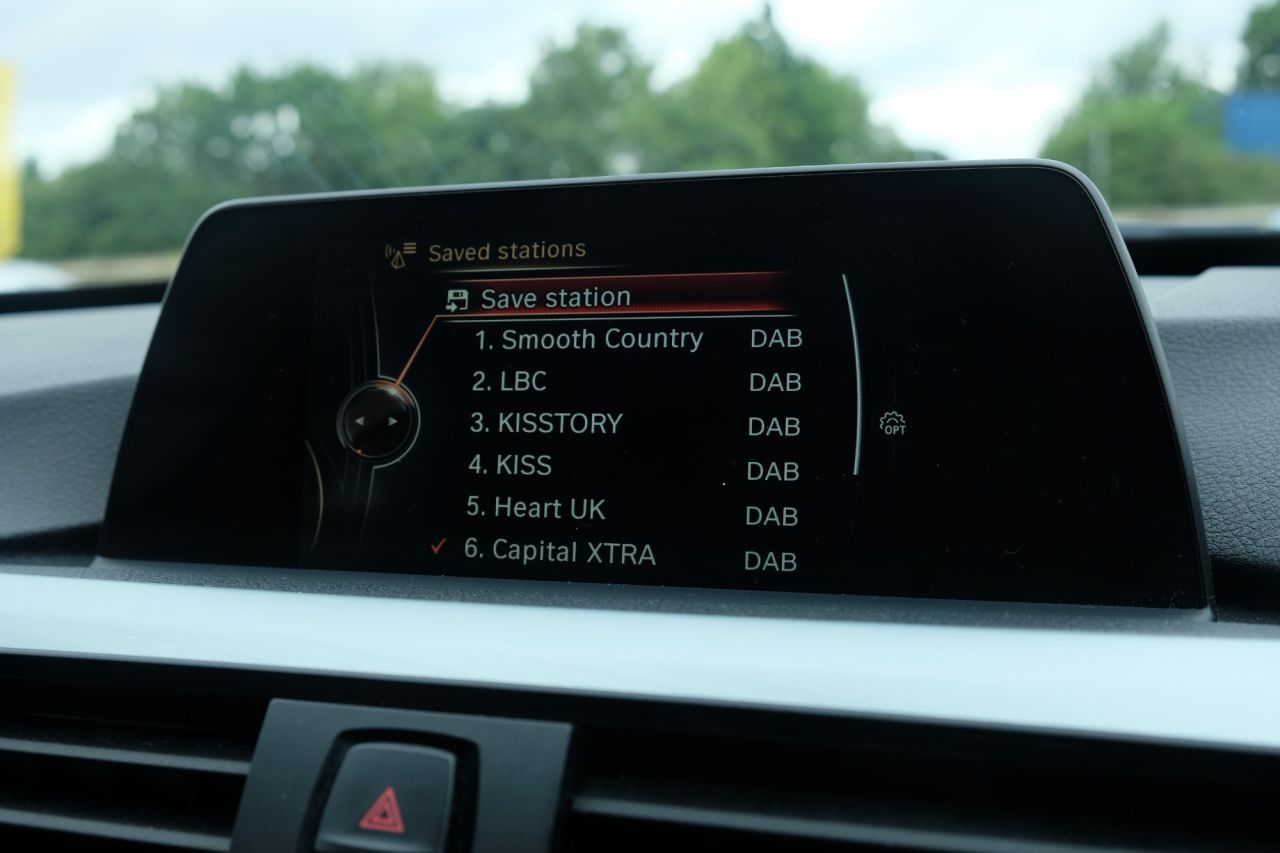 Saved stations
Save station
1. Smooth Country DAB
2. LBC DAB
3. KISSTORY DAB
4. KISS DAB
OPT
5. Heart UK DAB
6. Capital XTRA DAB